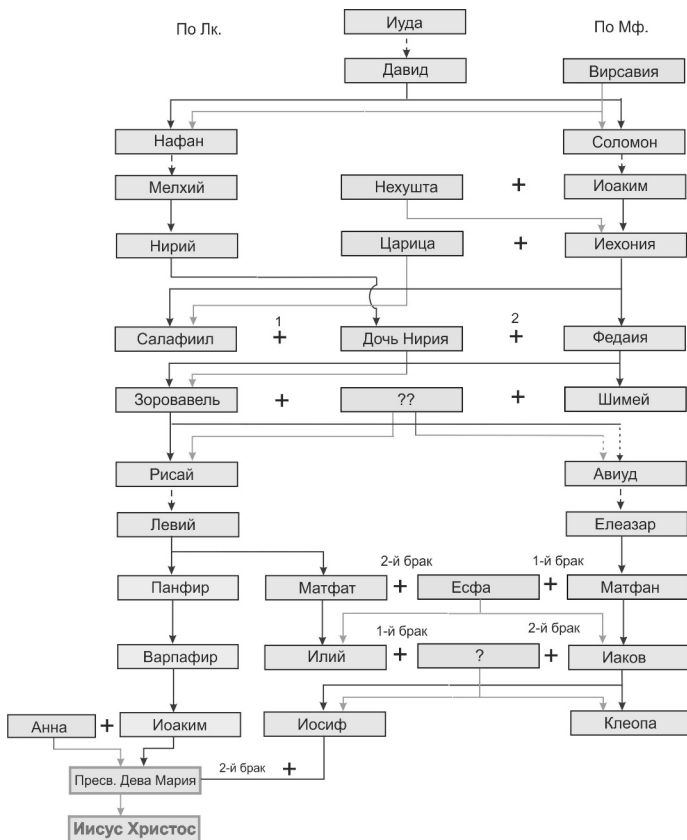 По Лк.
Иуда
По Мф.
Давид
Вирсавия
Нафан
Соломон
Мелхий
Нехушта
+
Иоаким
Нирий
Царица
+
Иехония
1
2
Салафиил
+
Дочь Нирия
+
Федаия
Зоровавель
+
??
+
Шимей
Рисай
Авиуд
Левий
Елеазар
2-й брак
1-й брак
Панфир
Матфат
+
Есфа
+
Матфан
1-й брак
2-й брак
Варпафир
Илий
+
?
+
Иаков
Анна
+
Иоаким
Иосиф
Клеопа
Пресв. Дева Мария
2-й брак
+
Иисус Христос